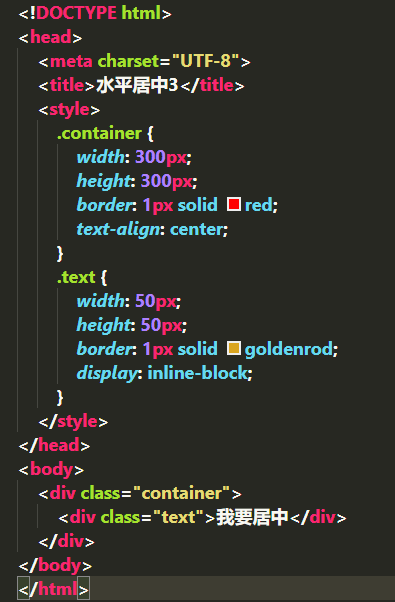 <!DOCTYPE html>
<head>
<meta charset="UTF-8">
<title>水平居中3</title>
<style>
.container {
width: 300px;
height: 300px;
border: 1px solid red;
text-align: center;
}
.text {
width: 50px;
height: 50px;
border: 1px solid goldenrod;
display: inline-block;
}
</style>
</head>
<body>
<div class="container">
<div class="text">我要居中</div>
</div>
</body>
</html>